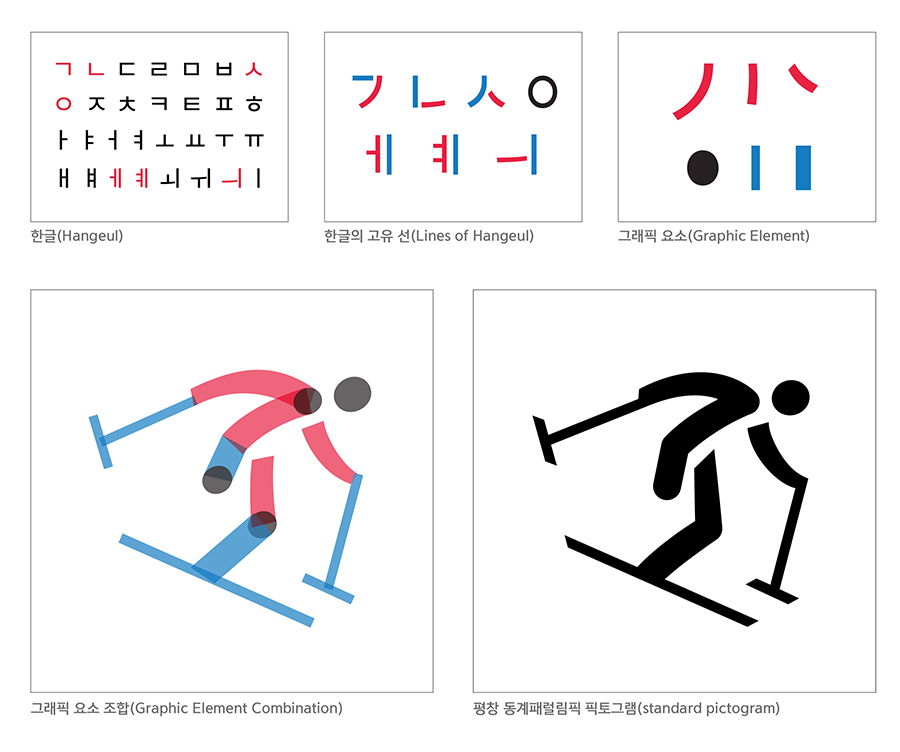 ㄱ ㄴ ㄷ ㄹ ㅁ ㅂ ㅅ
ㅇ ㅈ ㅊ ㅋ ㅌ ㅍ ㅎ
ㅏ ㅑ ㅓ ㅕ ㅗ ㅛ ㅜ ㅠ
ㅐ ㅒ ㅔ ㅖ ㅚ ㅟ ㅢ ㅣ
한글(Hangeul)
ㄱ ㄴ ㅅ ㅇ
ㅔ ㅖ ㅢ
한글의 고유 선(Lines of Hangeul)
그래픽 요소(Graphic Element)
그래픽 요소 조합(Graphic Element Combination)
평창 동계패럴림픽 픽토그램(standard pictogram)